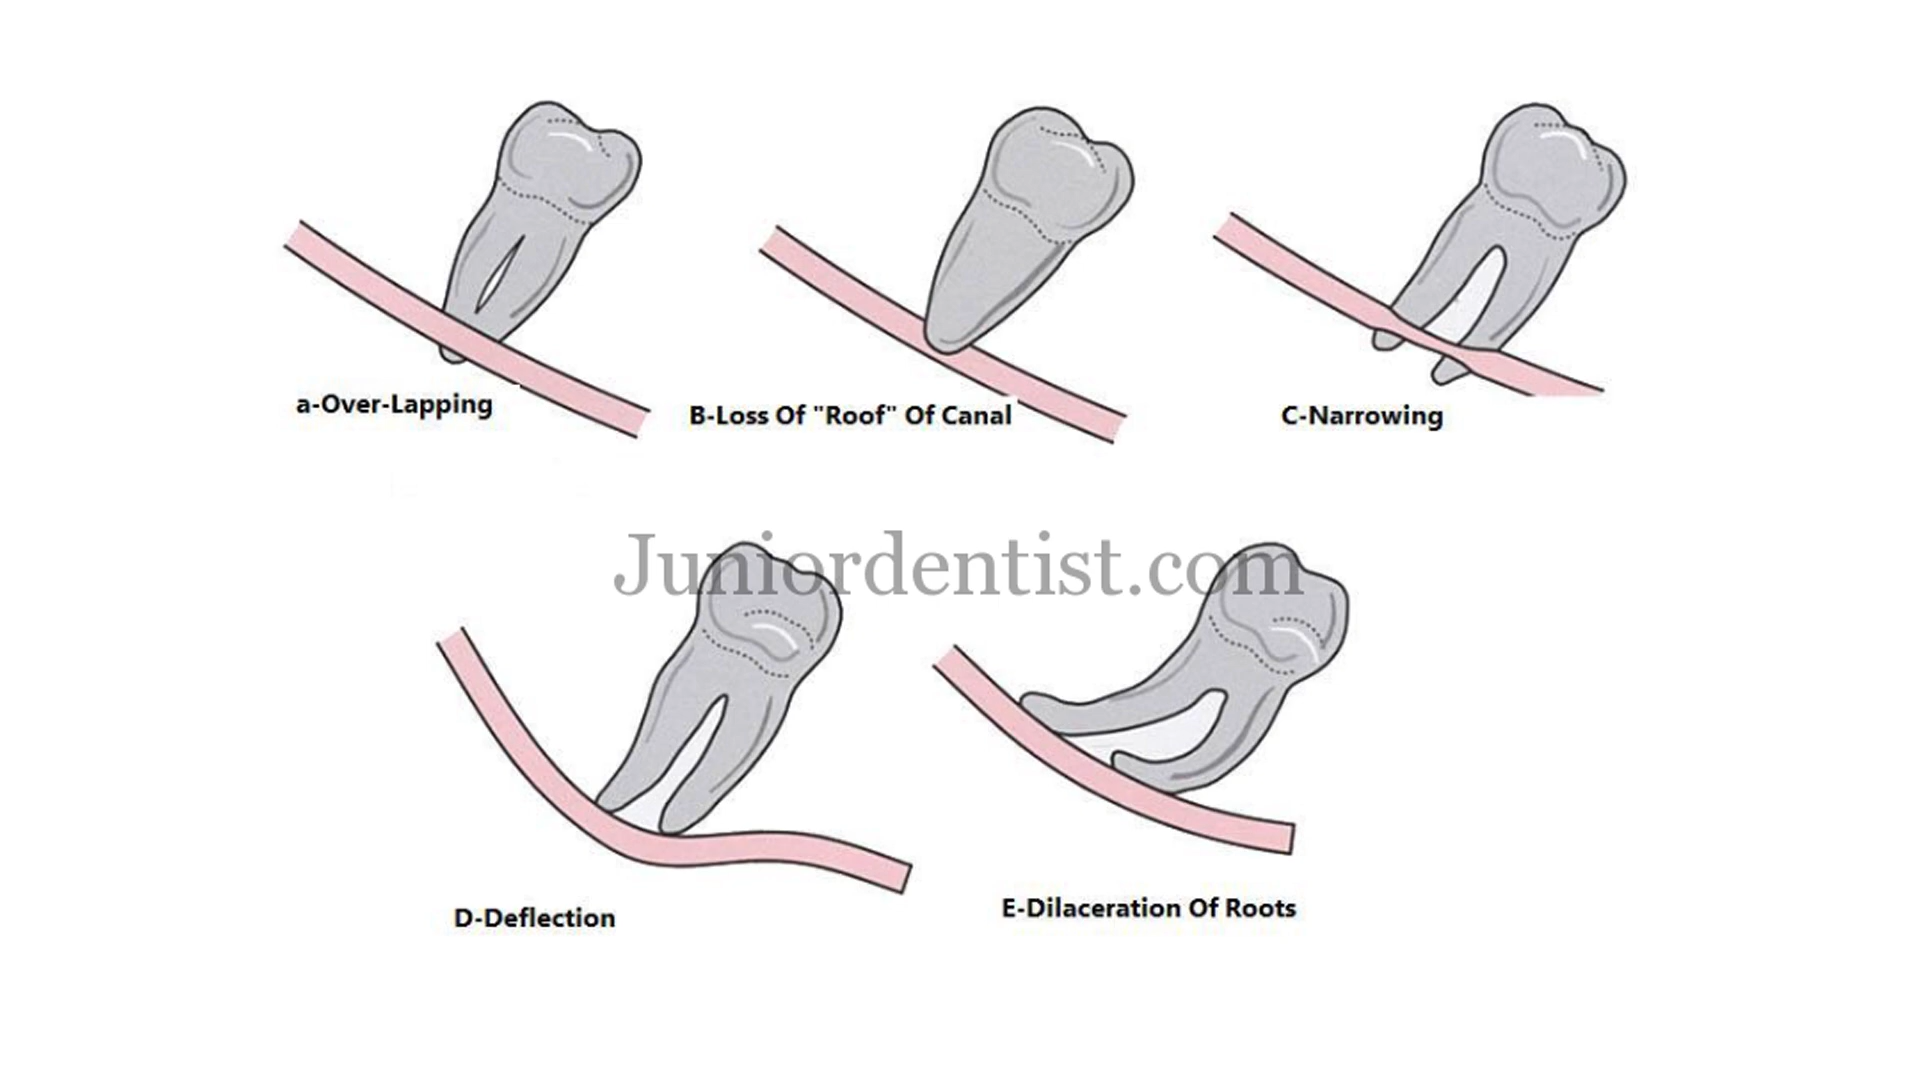 a-Over-Lapping
B-Loss Of "Roof" Of Canal
C-Narrowing
Juniordentist.com
D-Deflection
E-Dilaceration Of Roots